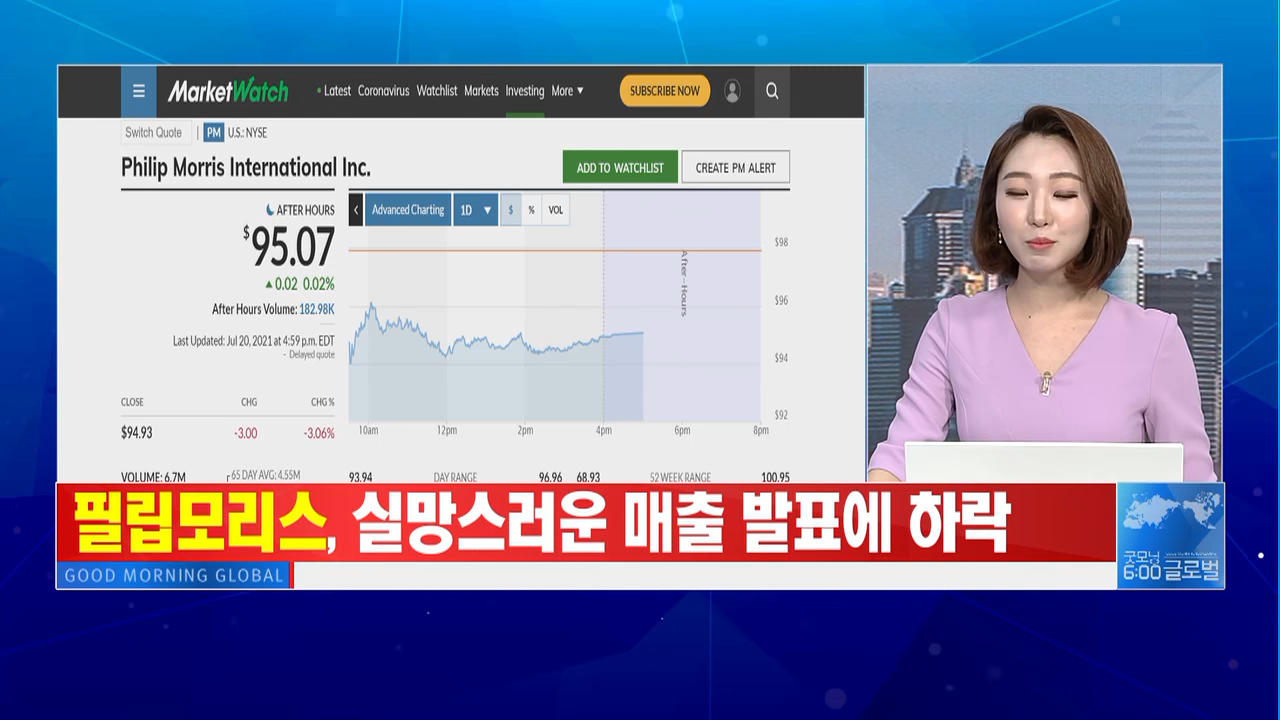 MarketWatch
Latest Coronavirus Watchlist Markets Investing More ▼
SUBSCRIBE NOW
Switch Quote | PM U.S.: NYSE
Philip Morris International Inc.
ADD TO WATCHLIST
CREATE PM ALERT
AFTER HOURS
$95.07
▲0.02 0.02%
After Hours Volume: 182.98K
Last Updated: Jul 20, 2021 at 4:59 p.m. EDT
- Delayed quote
CLOSE CHG CHG %
$94.93 -3.00 -3.06%
Advanced Charting 1D ▼ $ % VOL
$98
$96
$94
$92
After-Hours
10am 12pm 2pm 4pm 6pm 8pm
VOLUME: 6.7M 65 DAY AVG: 4.55M
93.94 DAY RANGE 96.96 68.93 52 WEEK RANGE 100.95
필립모리스, 실망스러운 매출 발표에 하락
GOOD MORNING GLOBAL
굿모닝
6:00 글로벌